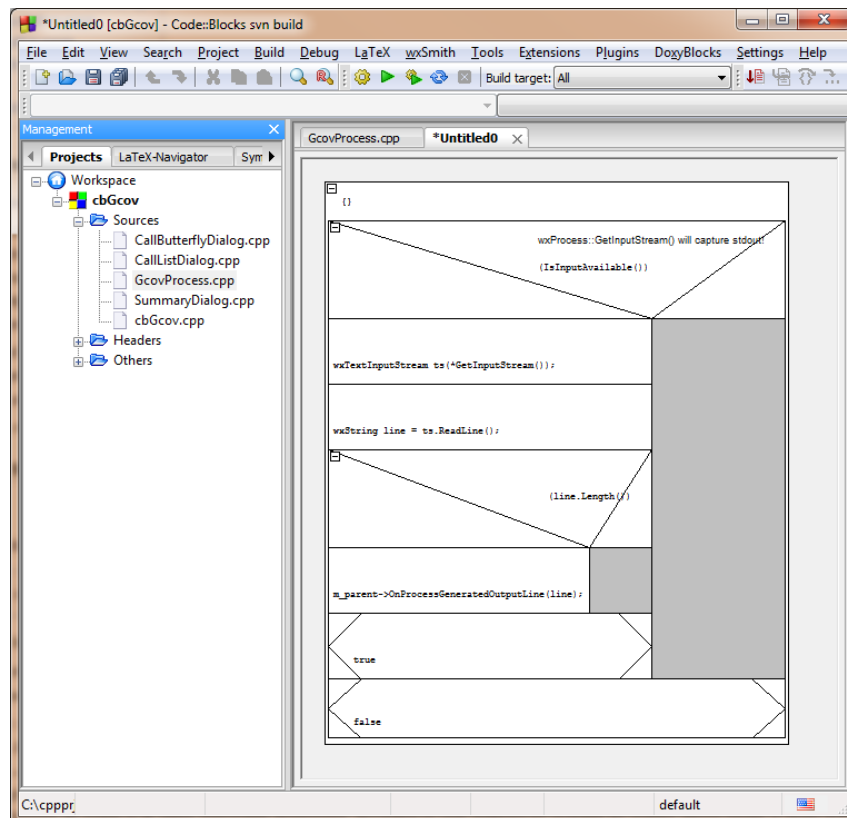 *Untitled0 [cbGcov] - Code::Blocks svn build
File Edit View Search Project Build Debug LaTeX wxSmith Tools Extensions Plugins DoxyBlocks Settings Help
Build target: All
Management
Projects LaTeX-Navigator Sym
GcovProcess.cpp *Untitled0
Workspace
cbGcov
Sources
CallButterflyDialog.cpp
CallListDialog.cpp
GcovProcess.cpp
SummaryDialog.cpp
cbGcov.cpp
Headers
Others
{}
wxProcess::GetInputStream() will capture stdout!
(IsInputAvailable())
wxTextInputStream ts(*GetInputStream());
wxString line = ts.ReadLine();
(line.Length())
m_parent->OnProcessGeneratedOutputLine(line);
true
false
C:\cpppr
default